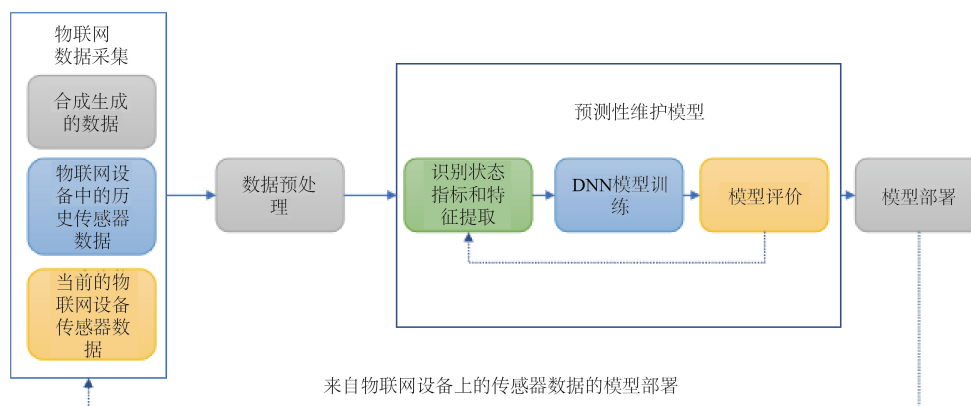 物联网
数据采集
合成生成
的数据
物联网设
备中的历
史传感器
数据
当前的物
联网设备
传感器数
据
数据预处
理
预测性维护模型
识别状态
指标和特
征提取
DNN模型训
练
模型评价
模型部署
来自物联网设备上的传感器数据的模型部署